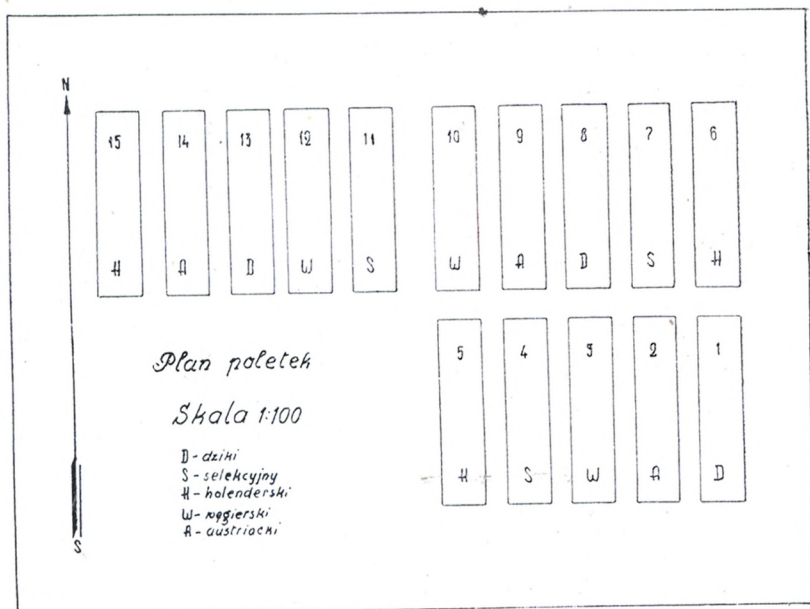 N
15 14 13 12 11 10 9 8 7 6
H A D W S W A D S H
5 4 3 2 1
H S W A D
Plan poletek
Skala 1:100
D - dziki
S - selekcyjny
H - holenderski
W - węgierski
A - austriacki
S